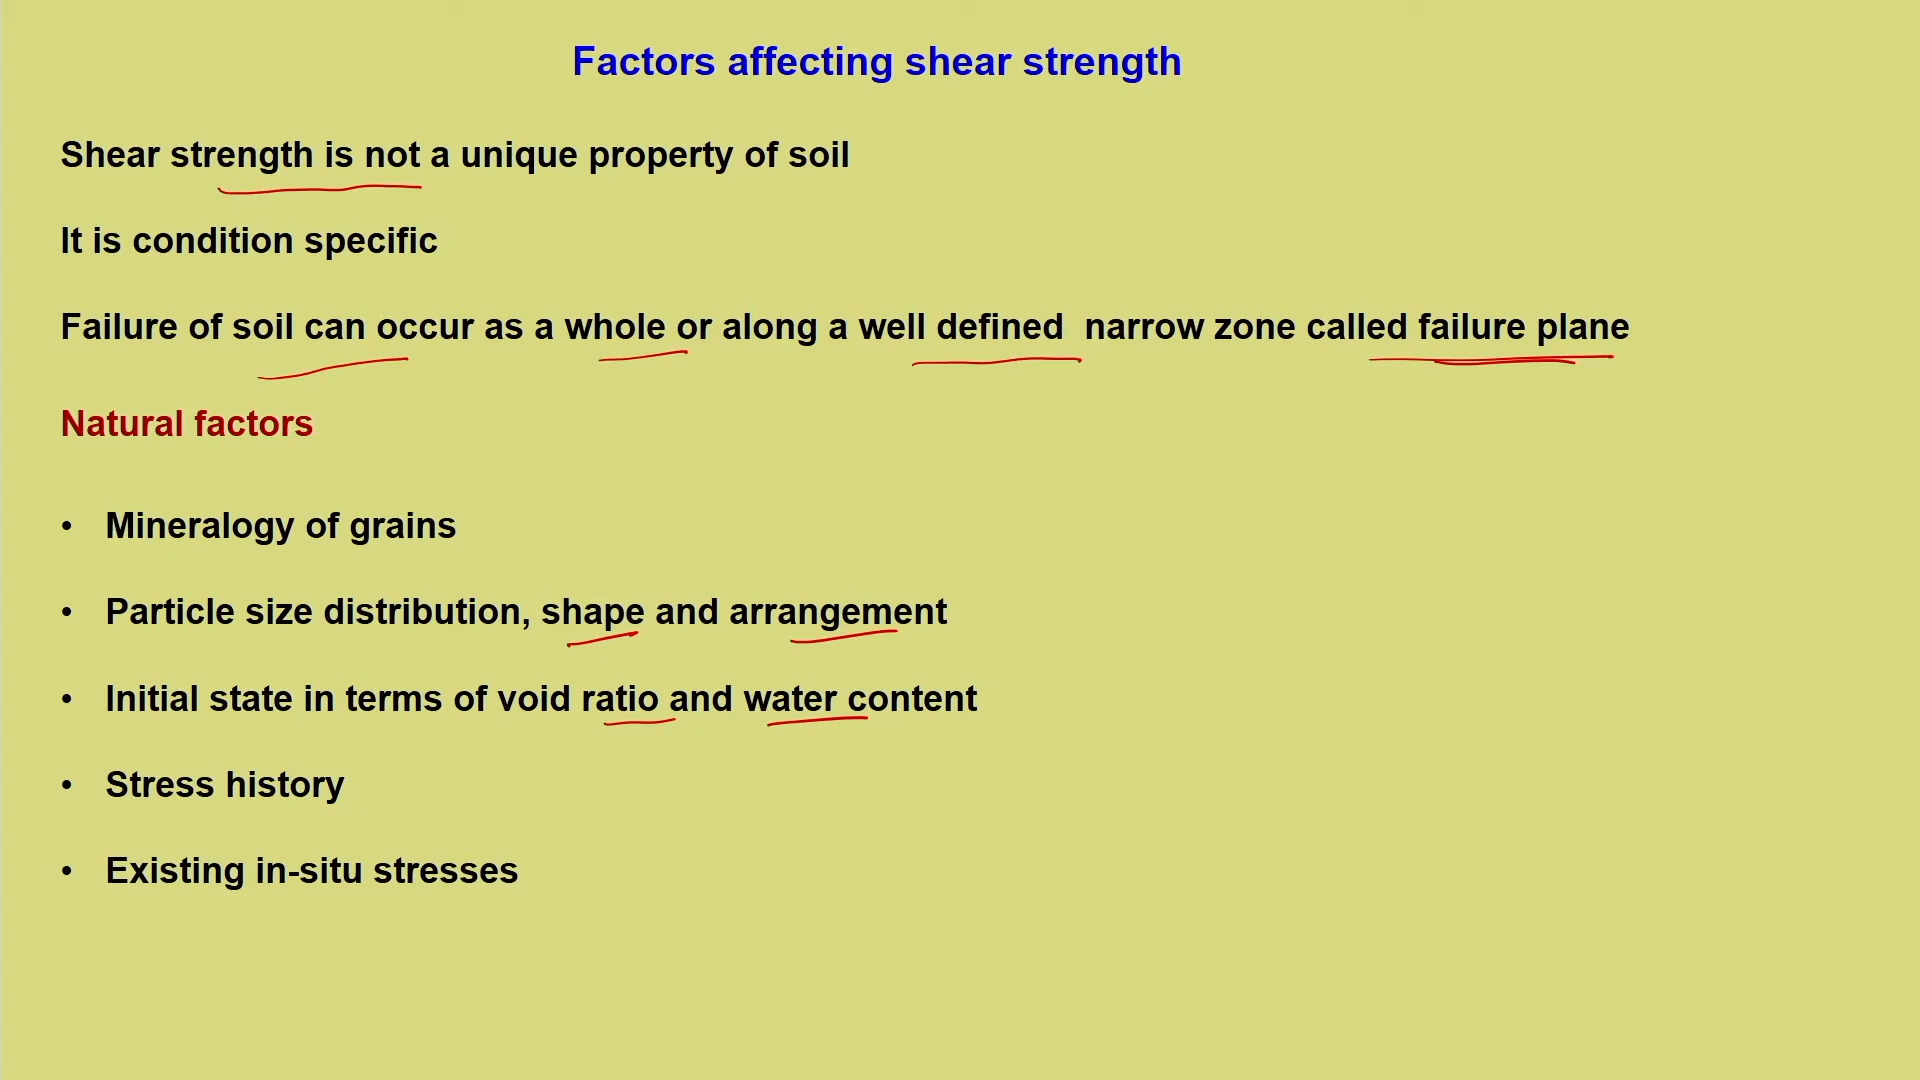 Factors affecting shear strength
Shear strength is not a unique property of soil
It is condition specific
Failure of soil can occur as a whole or along a well defined  narrow zone called failure plane
Natural factors
• Mineralogy of grains
• Particle size distribution, shape and arrangement
• Initial state in terms of void ratio and water content
• Stress history
• Existing in-situ stresses